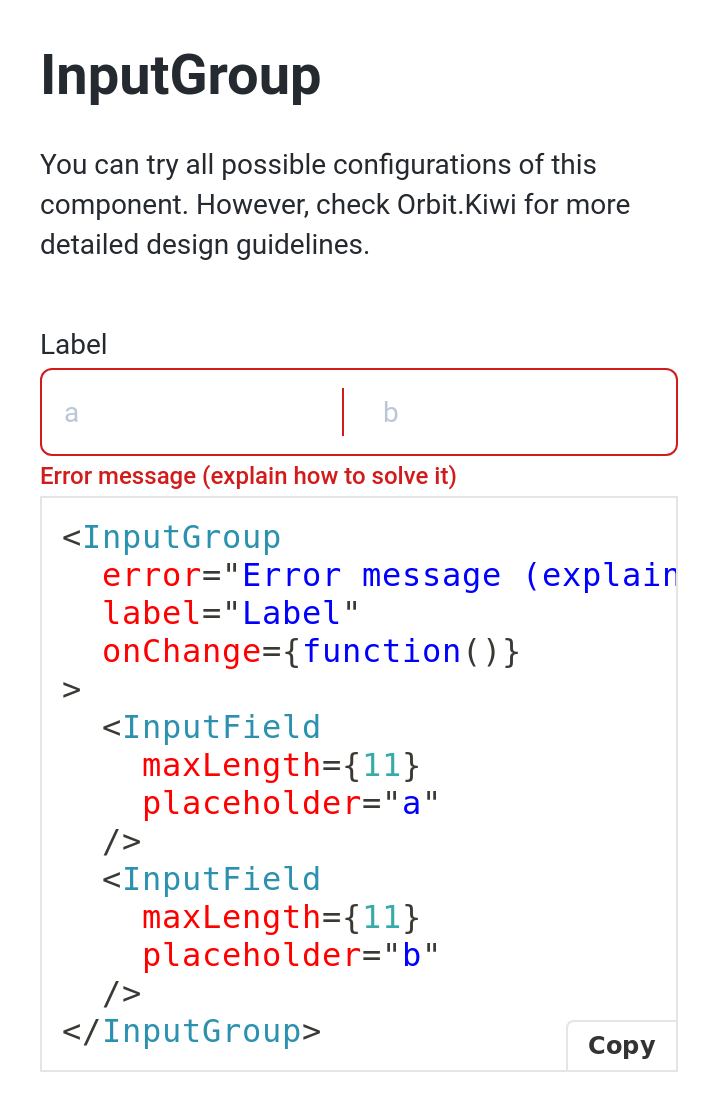 InputGroup
You can try all possible configurations of this
component. However, check Orbit.Kiwi for more
detailed design guidelines.
Label
a b
Error message (explain how to solve it)
<InputGroup
  error="Error message (explain
  label="Label"
  onChange={function()}
>
  <InputField
    maxLength={11}
    placeholder="a"
  />
  <InputField
    maxLength={11}
    placeholder="b"
  />
</InputGroup>
Copy